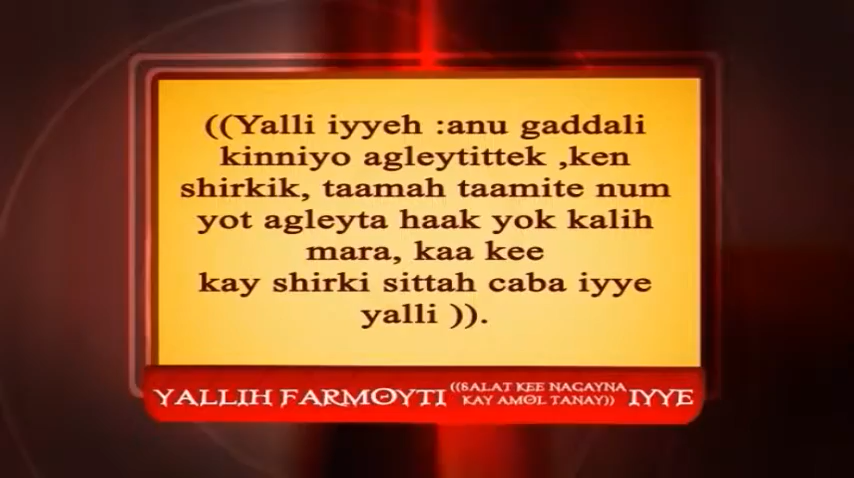 ((Yalli iyyeh :anu gaddali
kinniyo agleytittek ,ken
shirkik, taamah taamite num
yot agleyta haak yok kalih
mara, kaa kee
kay shirki sittah caba iyye
yalli )).
YALLIH FARMOYTI ((SALAT KEE NAGAYNA
KAY AMOL TANAY)) IYYE